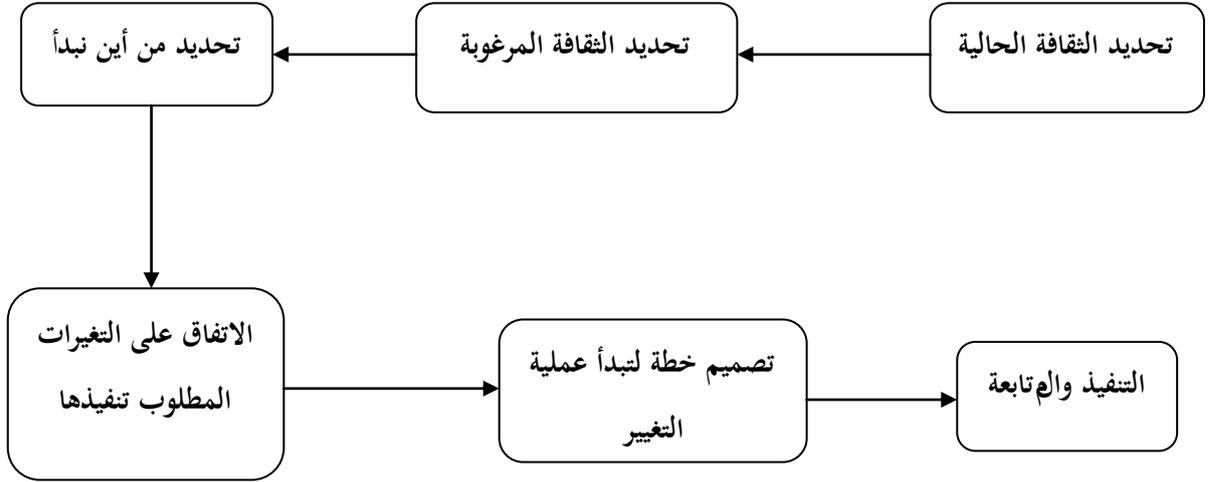 تحديد الثقافة الحالية
تحديد الثقافة المرغوبة
تحديد من أين نبدأ
الاتفاق على التغيرات
المطلوب تنفيذها
تصميم خطة لتبدأ عملية
التغيير
التنفيذ والمتابعة